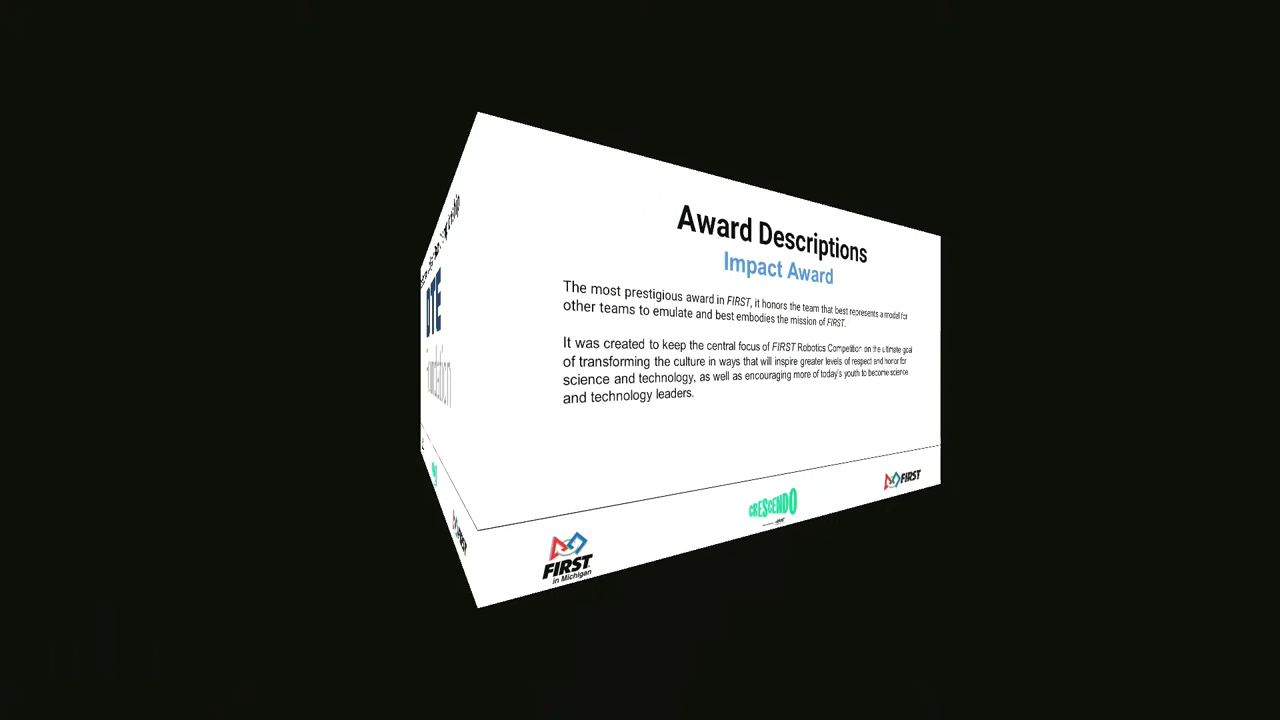 Award Descriptions
Impact Award
The most prestigious award in FIRST, it honors the team that best represents a model for
other teams to emulate and best embodies the mission of FIRST.
It was created to keep the central focus of FIRST Robotics Competition on the ultimate goal
of transforming the culture in ways that will inspire greater levels of respect and honor for
science and technology, as well as encouraging more of today's youth to become science
and technology leaders.
DTE
Foundation
CRESCENDO
FIRST
FIRST
in Michigan